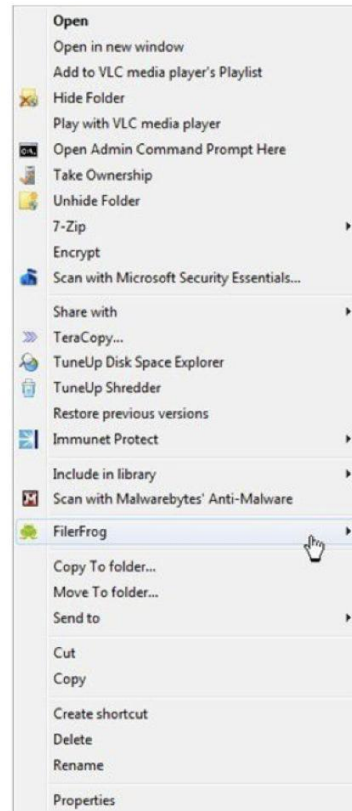 Open
Open in new window
Add to VLC media player's Playlist
Hide Folder
Play with VLC media player
Open Admin Command Prompt Here
Take Ownership
Unhide Folder
7-Zip
Encrypt
Scan with Microsoft Security Essentials...
Share with
TeraCopy...
TuneUp Disk Space Explorer
TuneUp Shredder
Restore previous versions
Immunet Protect
Include in library
Scan with Malwarebytes' Anti-Malware
FilerFrog
Copy To folder...
Move To folder...
Send to
Cut
Copy
Create shortcut
Delete
Rename
Properties